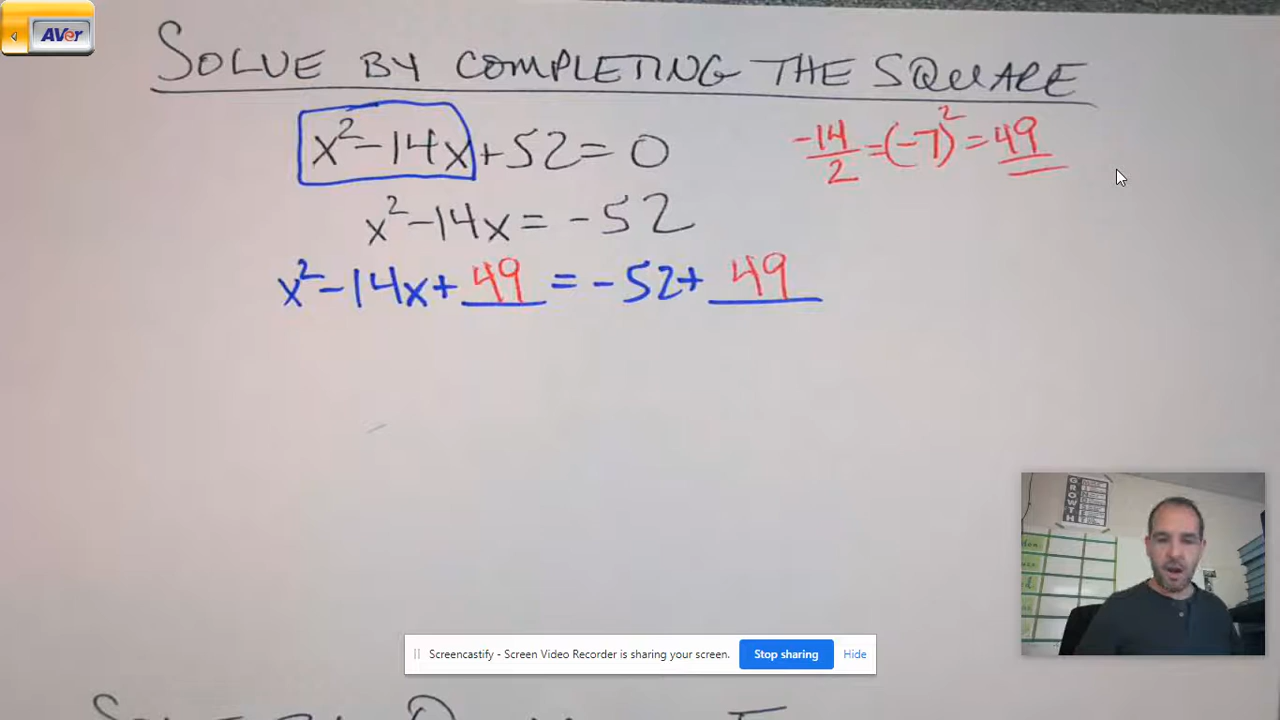 AVer
SOLVE BY COMPLETING THE SQUARE
x²-14x+52=0
-14/2=(-7)²=49
x²-14x=-52
x²-14x+49=-52+49
GROWTH
Screencastify - Screen Video Recorder is sharing your screen.
Stop sharing
Hide